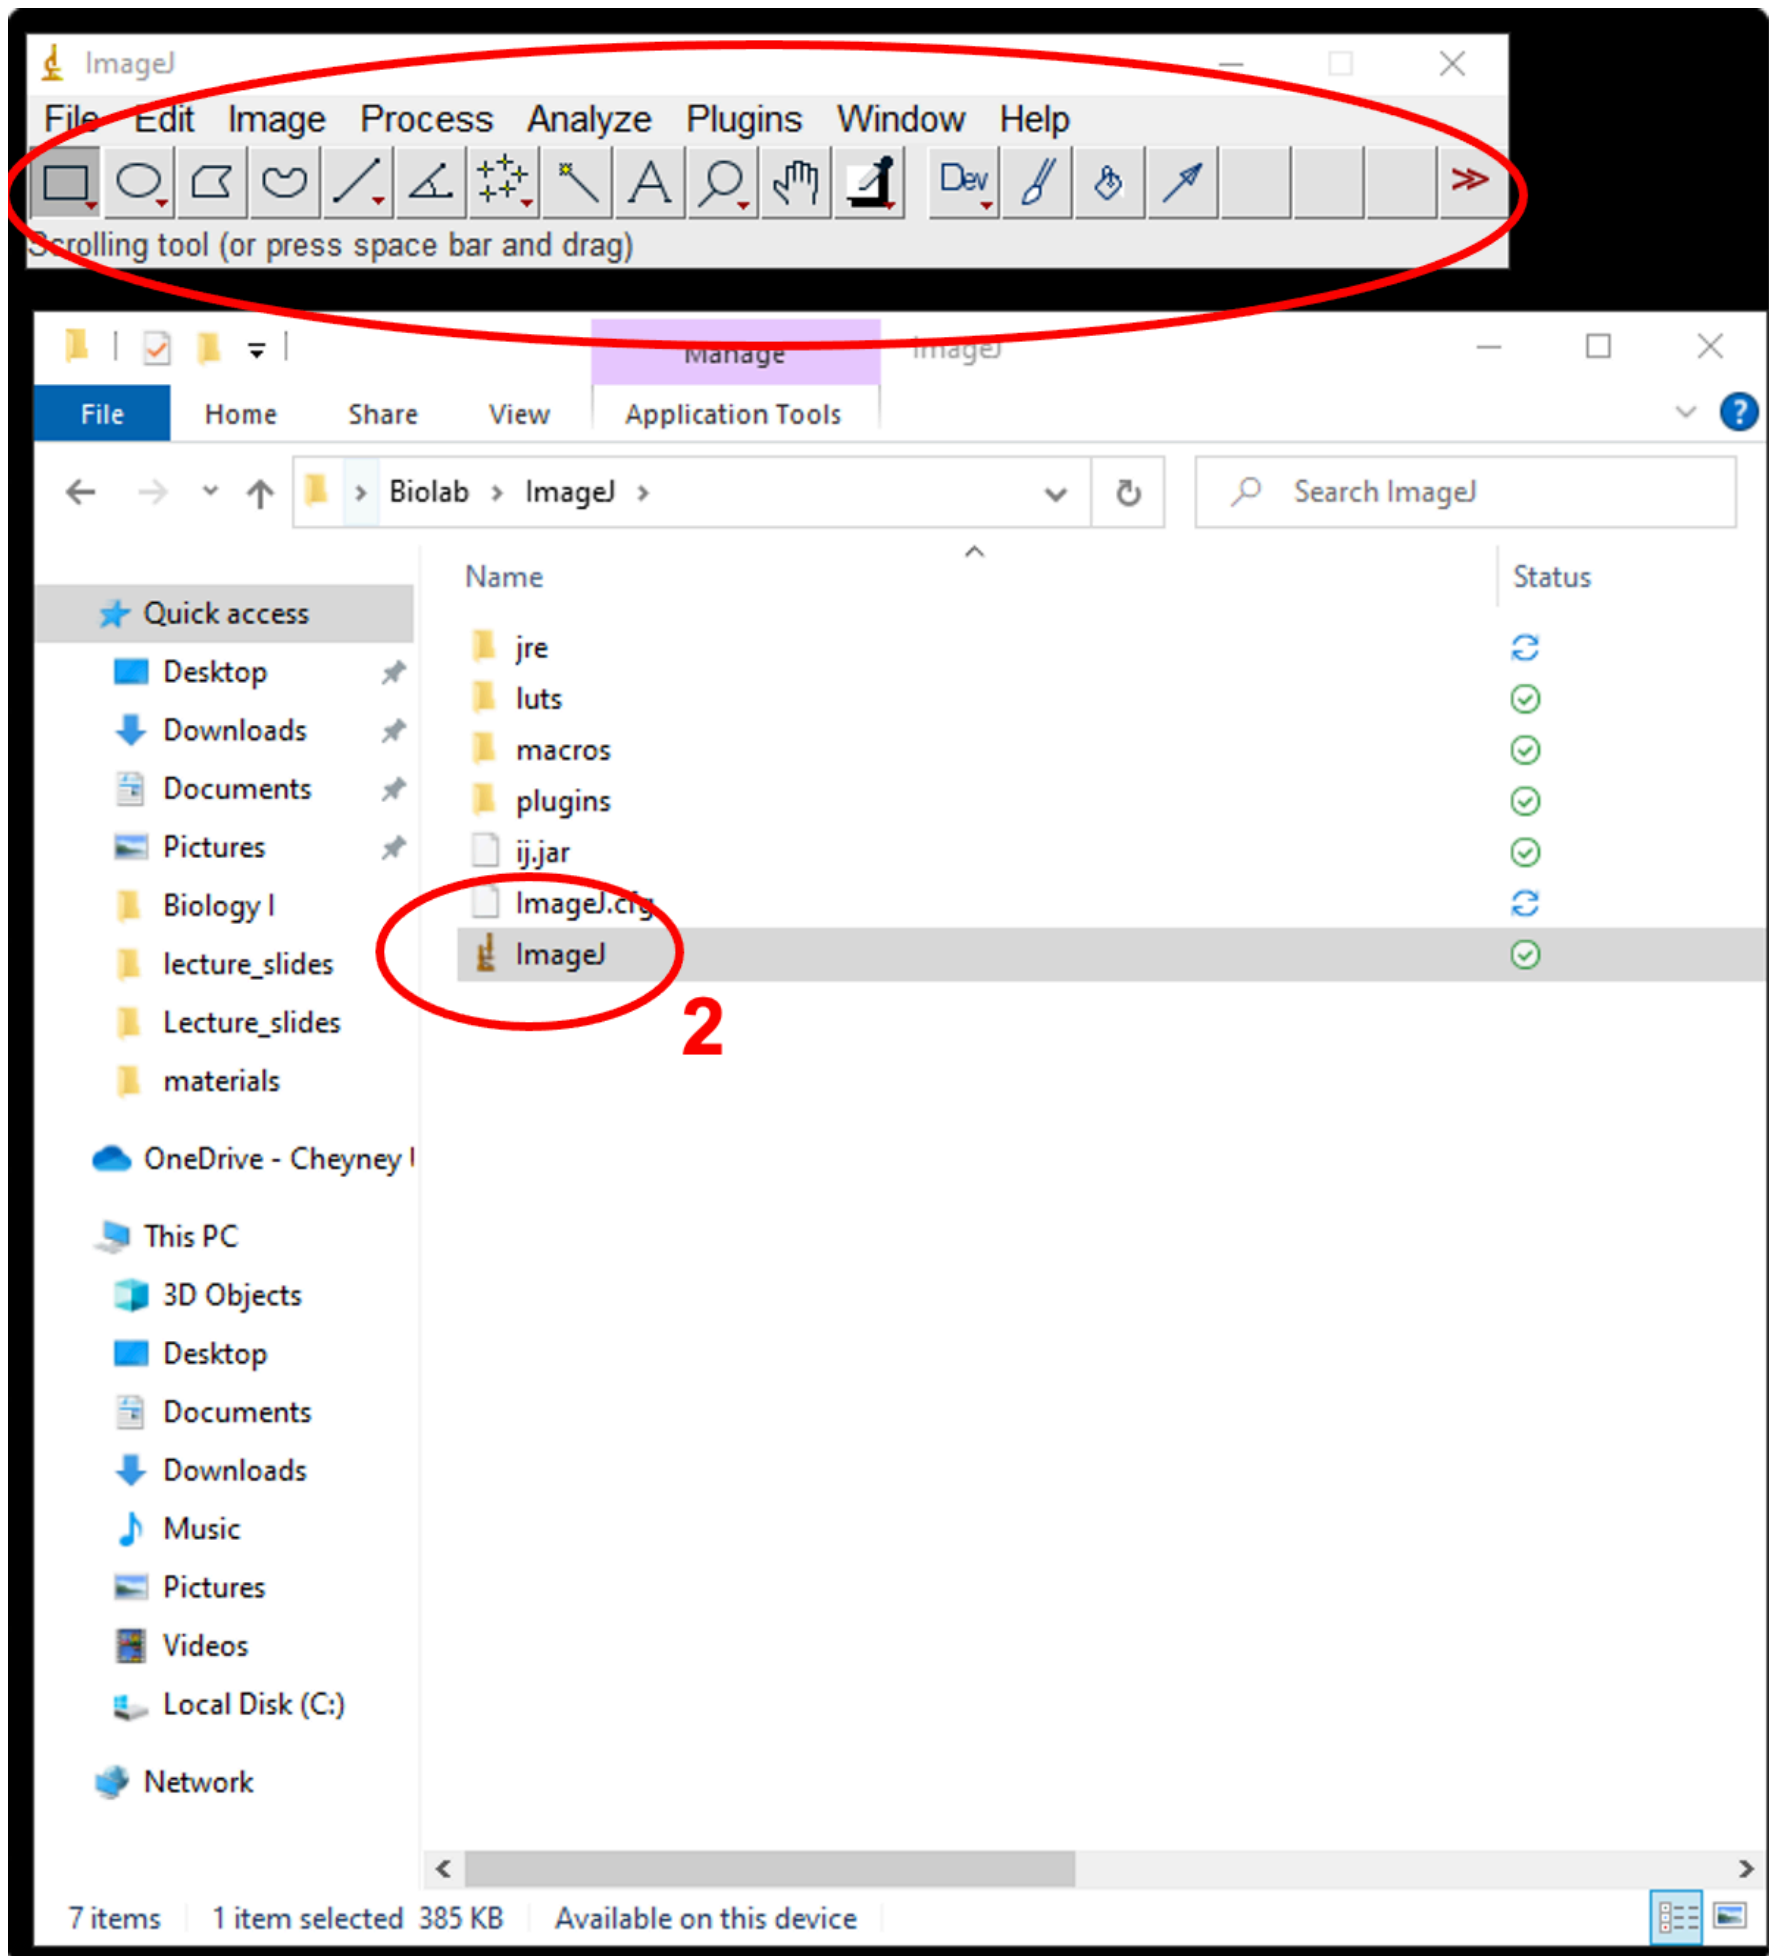 ImageJ
File Edit Image Process Analyze Plugins Window Help
A Dev >>
Scrolling tool (or press space bar and drag)
Manage ImageJ
File Home Share View Application Tools ?
Biolab > ImageJ > Search ImageJ
Name Status
Quick access
Desktop
Downloads
Documents
Pictures
Biology I
lecture_slides
Lecture_slides
materials
OneDrive - Cheyney
This PC
3D Objects
Desktop
Documents
Downloads
Music
Pictures
Videos
Local Disk (C:)
Network
jre
luts
macros
plugins
ij.jar
ImageJ.cfg
ImageJ
2
7 items 1 item selected 385 KB Available on this device